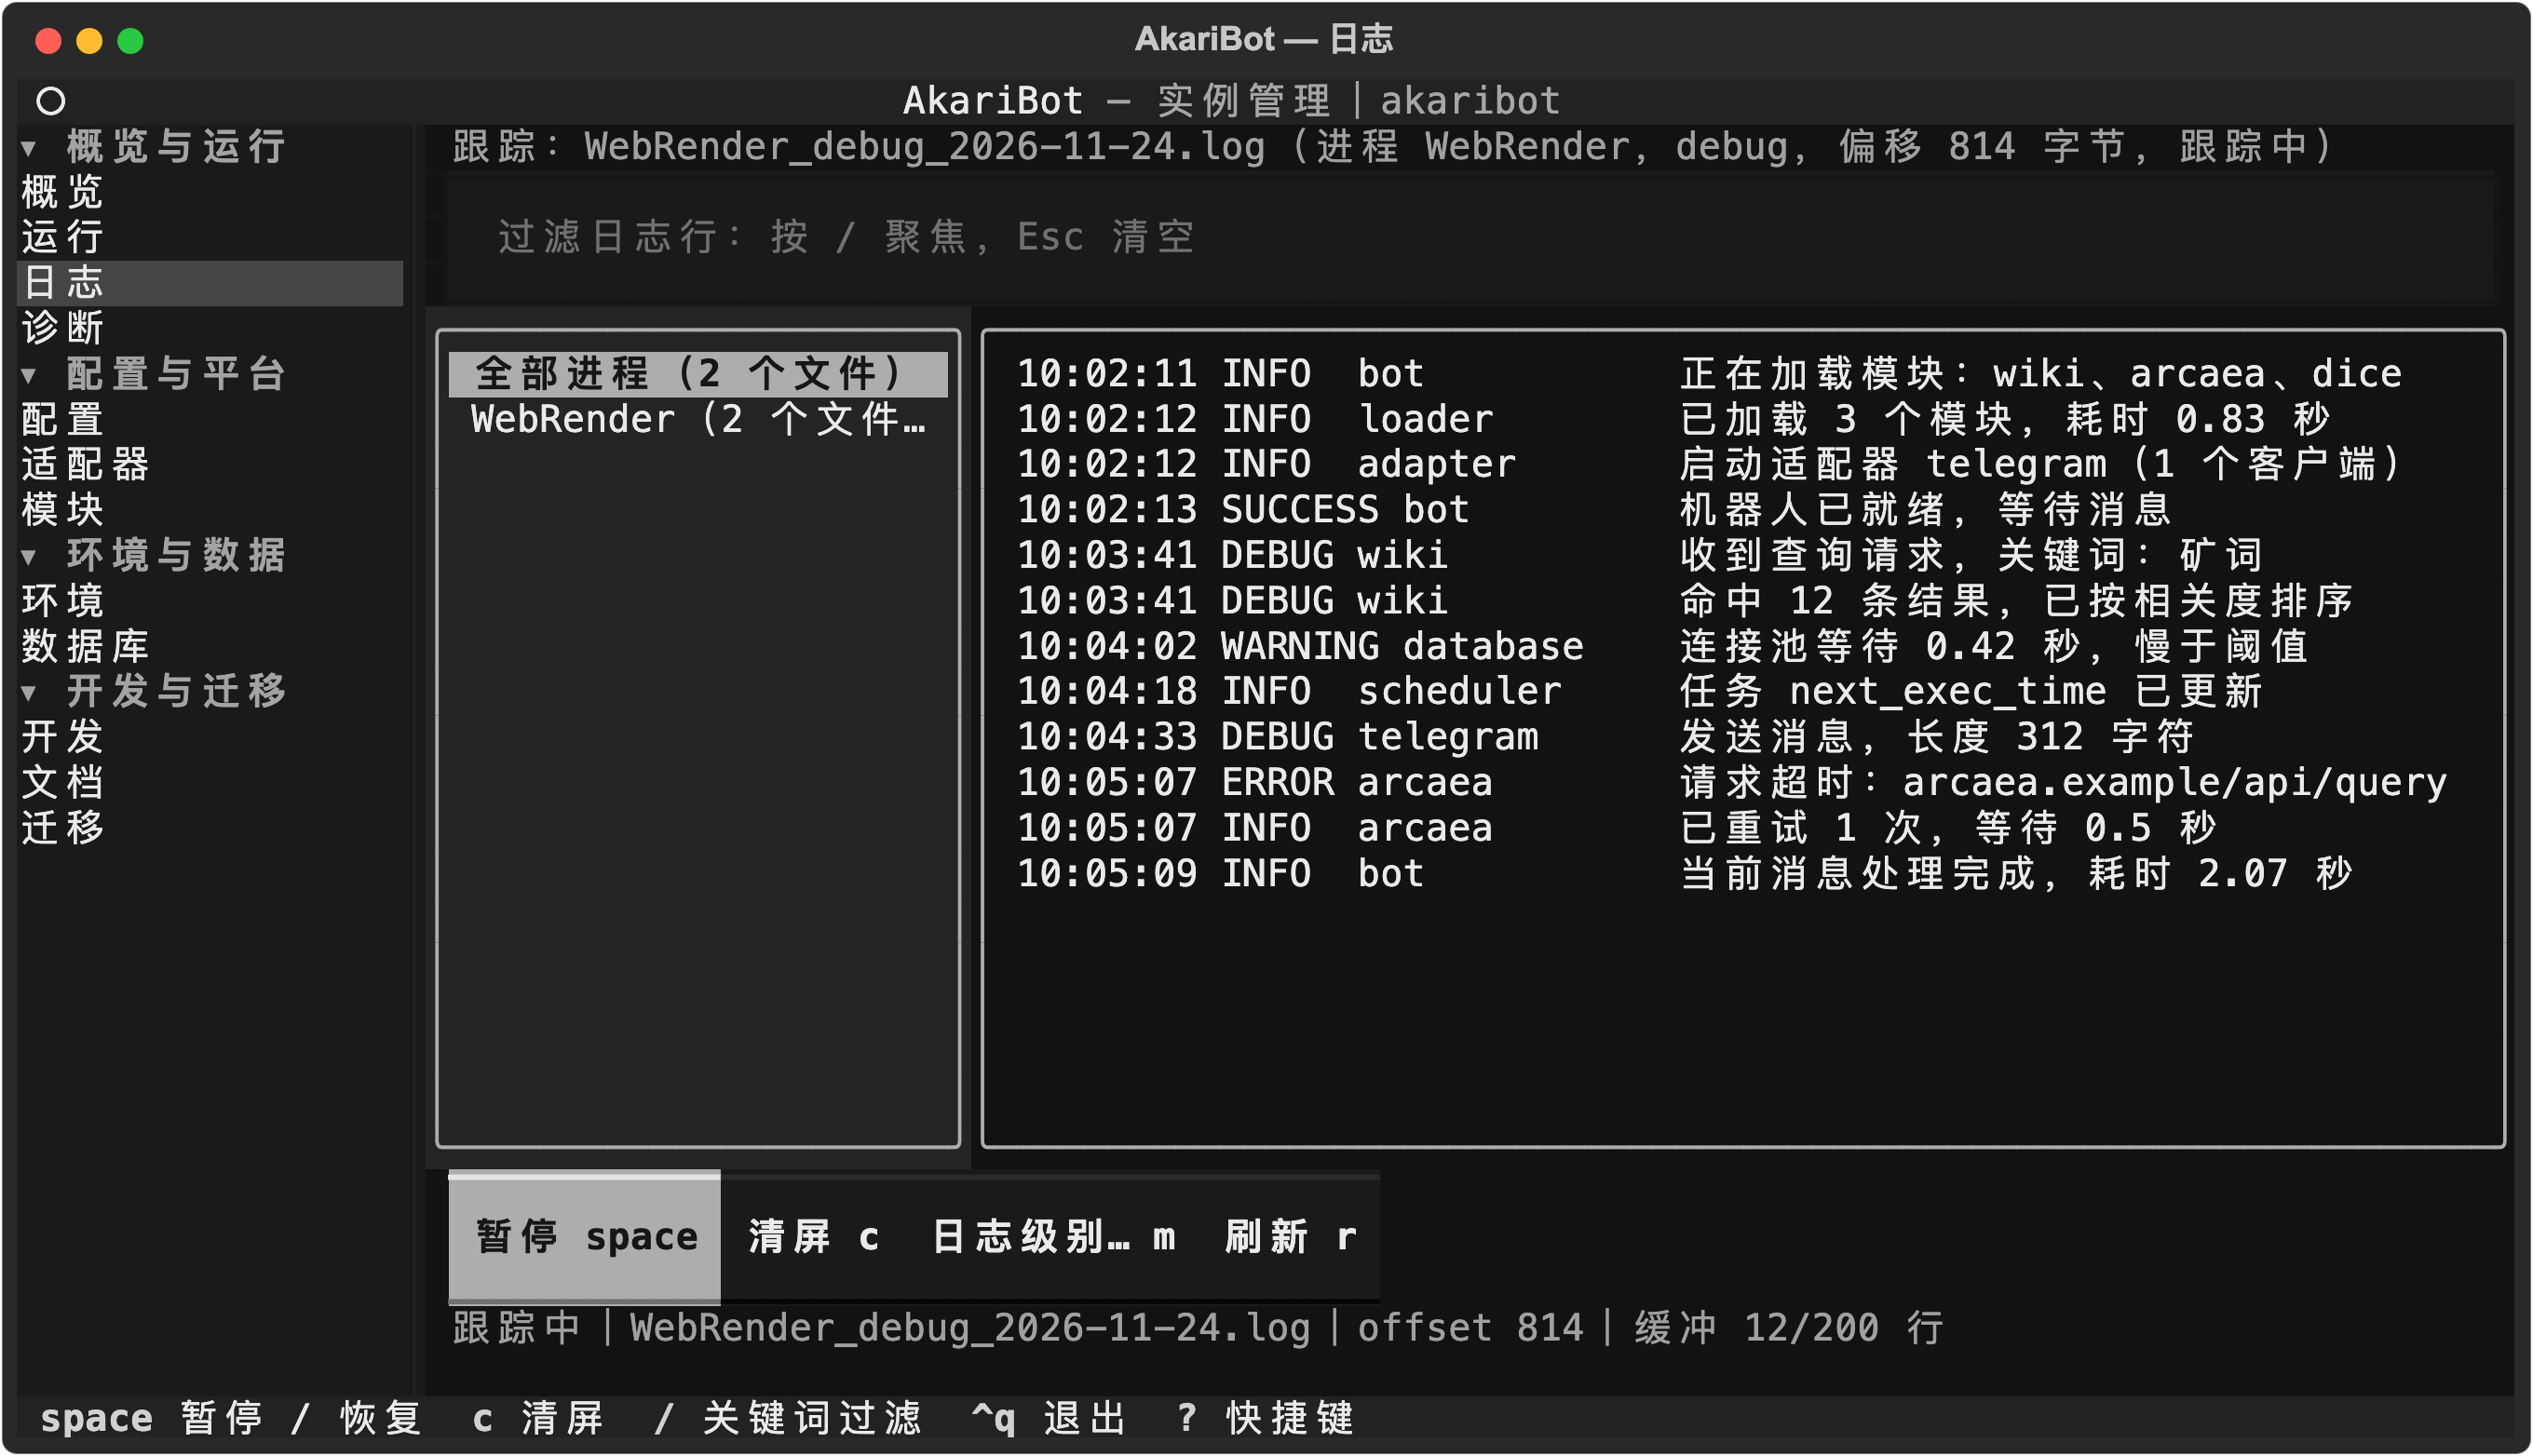 AkariBot — 日志
AkariBot — 实例管理 | akaribot
▼ 概览与运行
概览
运行
日志
诊断
▼ 配置与平台
配置
适配器
模块
▼ 环境与数据
环境
数据库
▼ 开发与迁移
开发
文档
迁移
跟踪：WebRender_debug_2026-11-24.log（进程 WebRender, debug, 偏移 814 字节, 跟踪中）
过滤日志行：按 / 聚焦, Esc 清空
全部进程（2 个文件）
WebRender（2 个文件…
10:02:11 INFO bot 正在加载模块：wiki、arcaea、dice
10:02:12 INFO loader 已加载 3 个模块, 耗时 0.83 秒
10:02:12 INFO adapter 启动适配器 telegram（1 个客户端）
10:02:13 SUCCESS bot 机器人已就绪, 等待消息
10:03:41 DEBUG wiki 收到查询请求, 关键词：矿词
10:03:41 DEBUG wiki 命中 12 条结果, 已按相关度排序
10:04:02 WARNING database 连接池等待 0.42 秒, 慢于阈值
10:04:18 INFO scheduler 任务 next_exec_time 已更新
10:04:33 DEBUG telegram 发送消息, 长度 312 字符
10:05:07 ERROR arcaea 请求超时：arcaea.example/api/query
10:05:07 INFO arcaea 已重试 1 次, 等待 0.5 秒
10:05:09 INFO bot 当前消息处理完成, 耗时 2.07 秒
暂停 space 清屏 c 日志级别… m 刷新 r
跟踪中 | WebRender_debug_2026-11-24.log | offset 814 | 缓冲 12/200 行
space 暂停 / 恢复 c 清屏 / 关键词过滤 ^q 退出 ? 快捷键